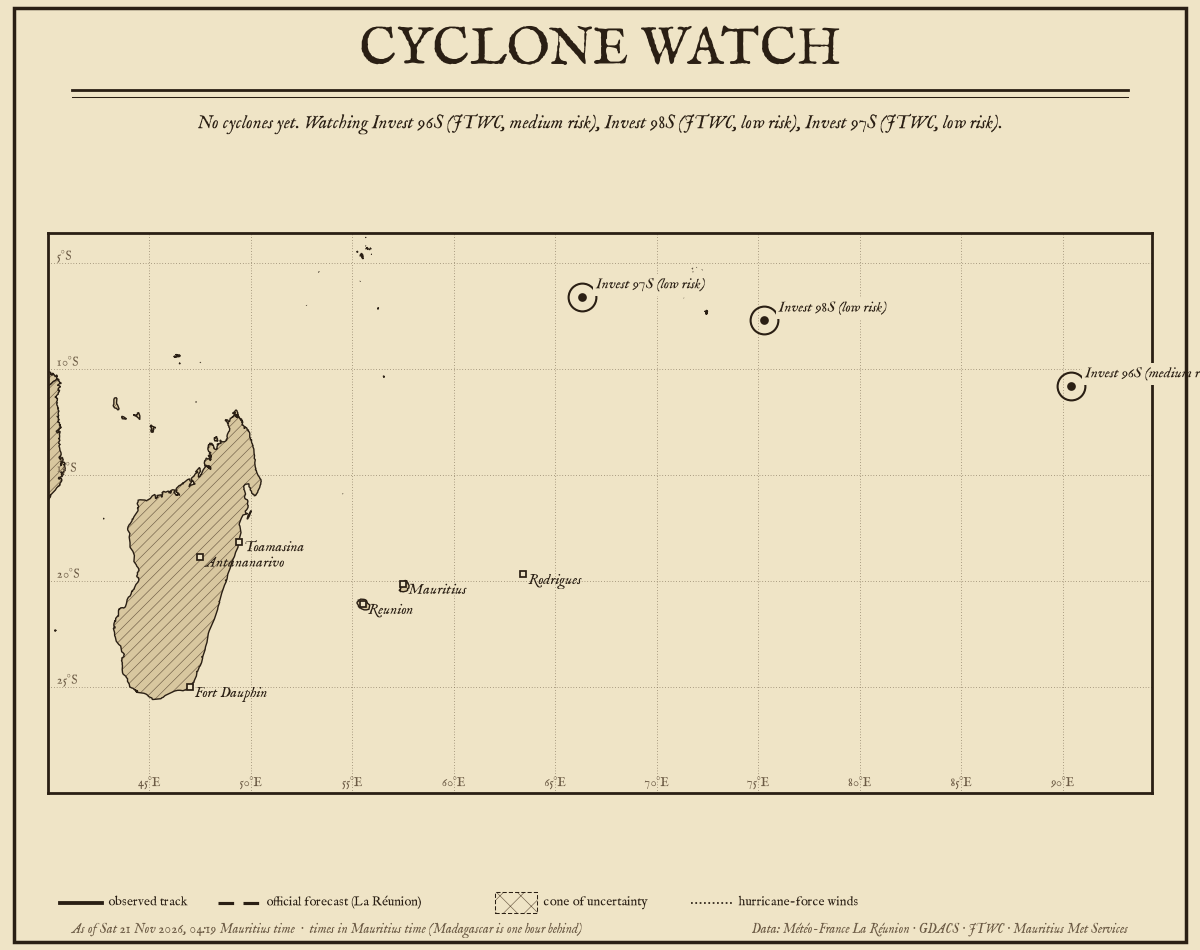 CYCLONE WATCH
No cyclones yet. Watching Invest 96S (JTWC, medium risk), Invest 98S (JTWC, low risk), Invest 97S (JTWC, low risk).
5°S
Invest 97S (low risk)
Invest 98S (low risk)
10°S
Invest 96S (medium r
°S
Toamasina
Antananarivo
20°S
Rodrigues
Mauritius
Reunion
25°S
Fort Dauphin
45°E 50°E 55°E 60°E 65°E 70°E 75°E 80°E 85°E 90°E
observed track official forecast (La Réunion) cone of uncertainty hurricane-force winds
As of Sat 21 Nov 2026, 04:19 Mauritius time · times in Mauritius time (Madagascar is one hour behind) Data: Météo-France La Réunion · GDACS · JTWC · Mauritius Met Services